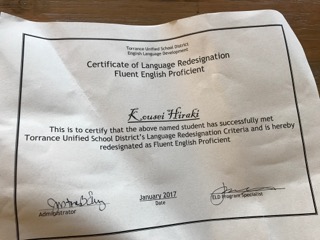 Torrance Unified School District
English Language Development
Certificate of Language Redesignation
Fluent English Proficient
Kousei Hiraki
This is to certify that the above named student has successfully met
Torrance Unified School District's Language Redesignation Criteria and is hereby
redesignated as Fluent English Proficient
January 2017
Administrator
Date
ELD Program Specialist